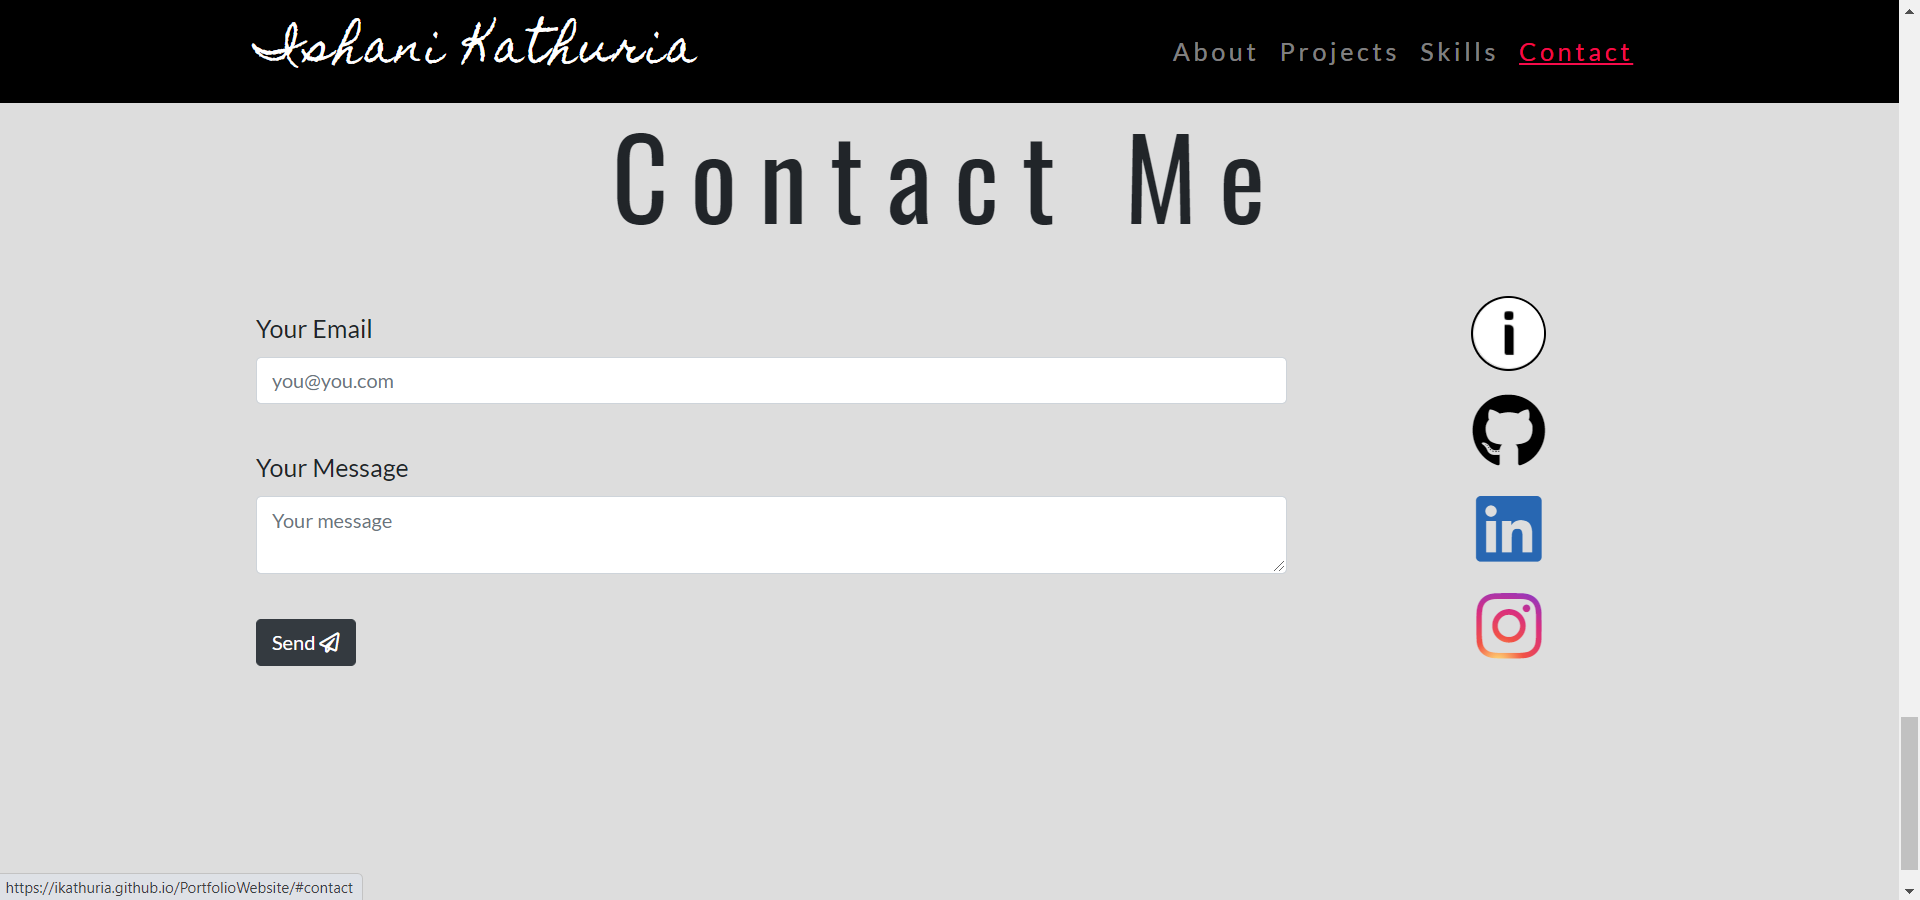 Ishani Kathuria
About Projects Skills Contact
Contact Me
Your Email
you@you.com
Your Message
Your message
Send
i
in
https://ikathuria.github.io/PortfolioWebsite/#contact